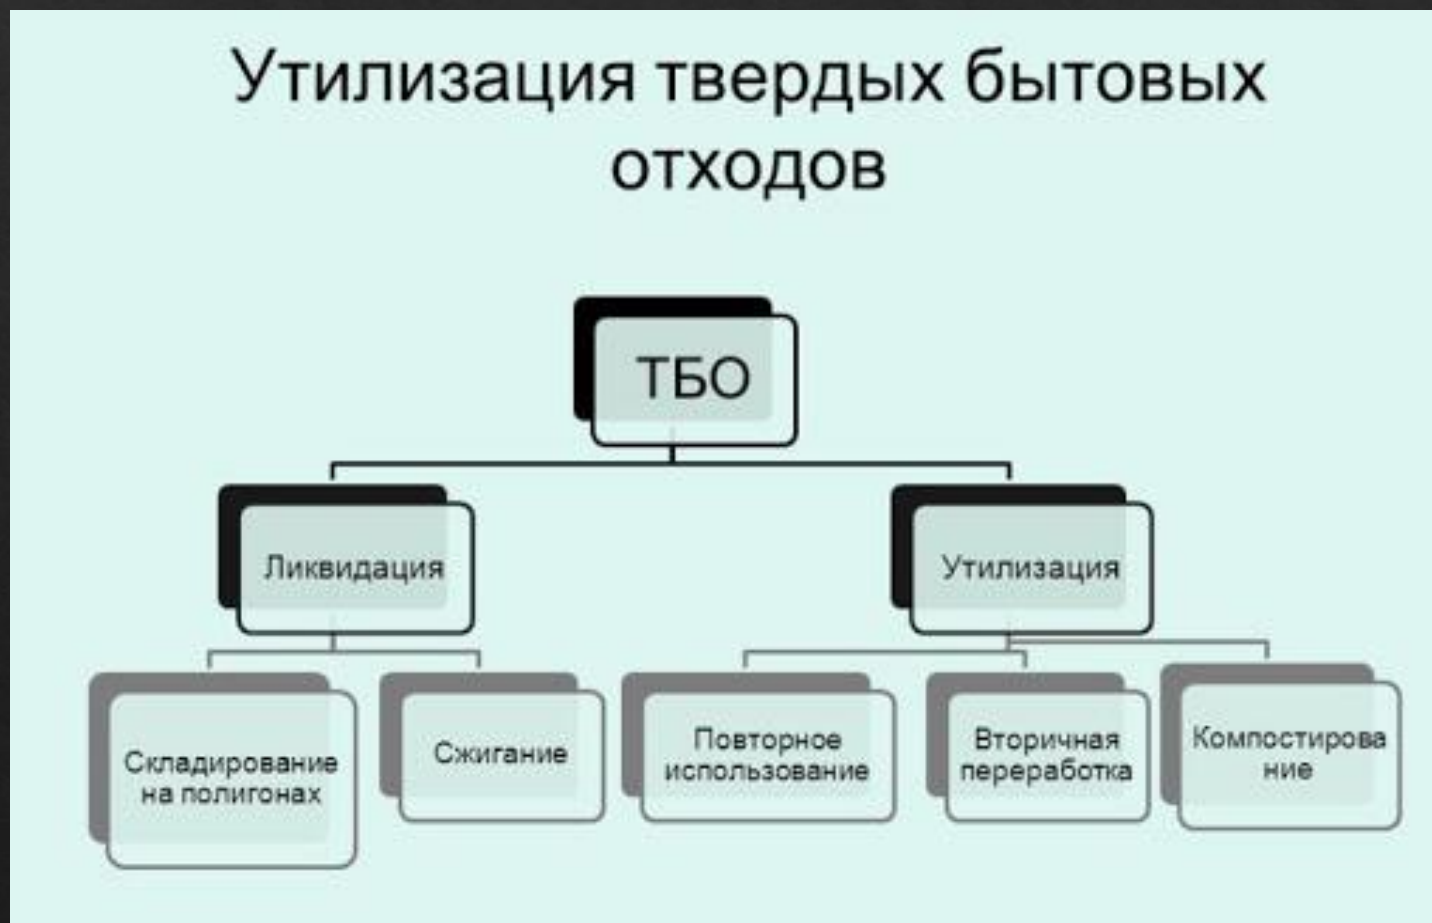 Утилизация твердых бытовых
отходов
ТБО
Ликвидация
Утилизация
Складирование
на полигонах
Сжигание
Повторное
использование
Вторичная
переработка
Компостирова
ние